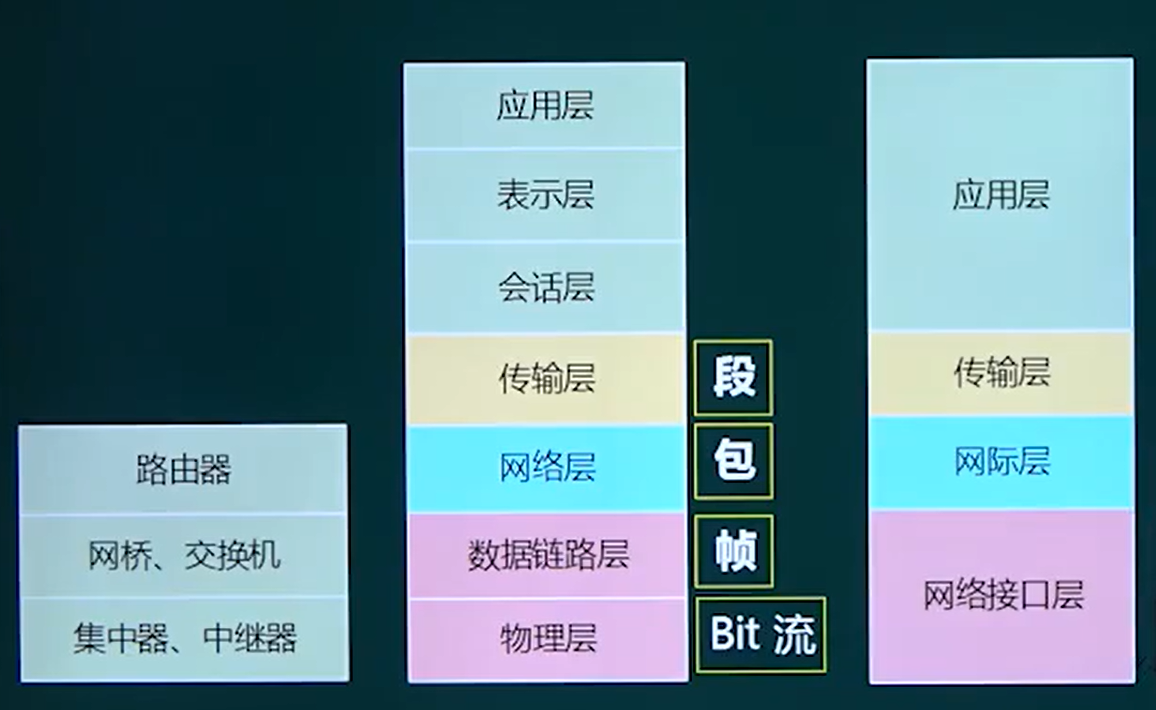 路由器
网桥、交换机
集中器、中继器
应用层
表示层
会话层
传输层
网络层
数据链路层
物理层
段
包
帧
Bit 流
应用层
传输层
网际层
网络接口层